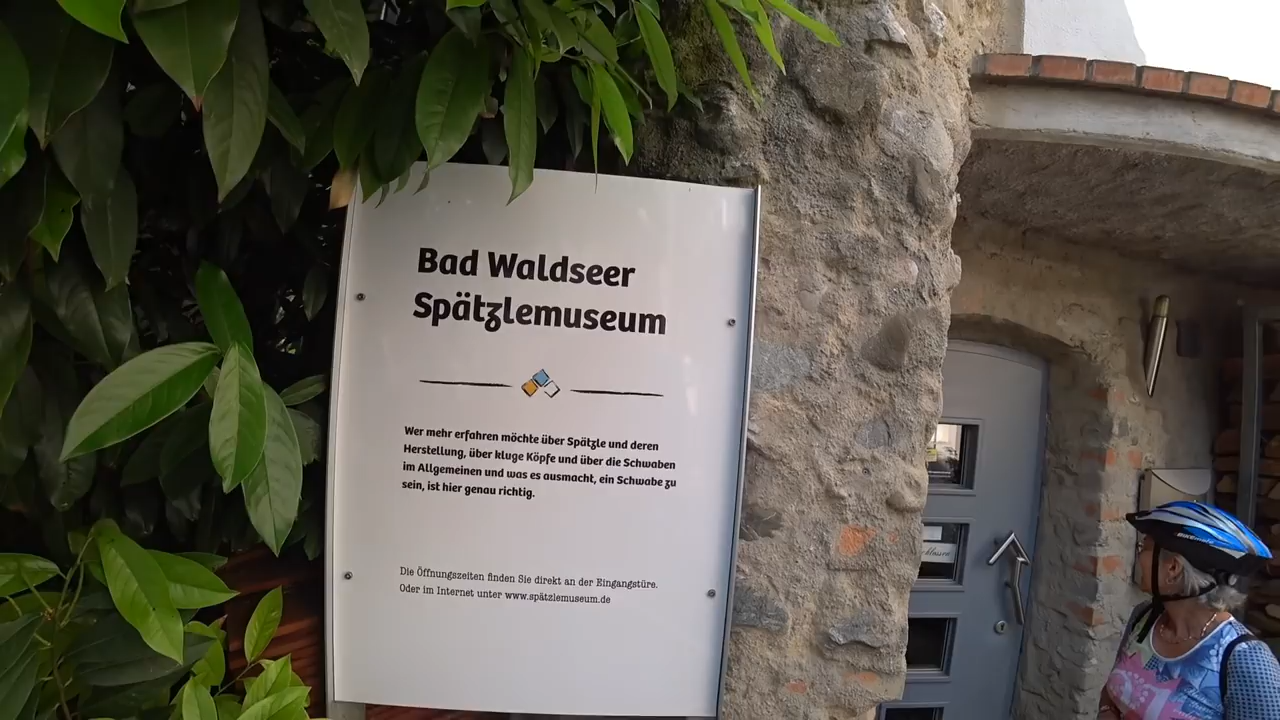 Bad Waldseer
Spätzlemuseum
Wer mehr erfahren möchte über Spätzle und deren
Herstellung, über kluge Köpfe und über die Schwaben
im Allgemeinen und was es ausmacht, ein Schwabe zu
sein, ist hier genau richtig.
Die Öffnungszeiten finden Sie direkt an der Eingangstüre.
Oder im Internet unter www.spätzlemuseum.de